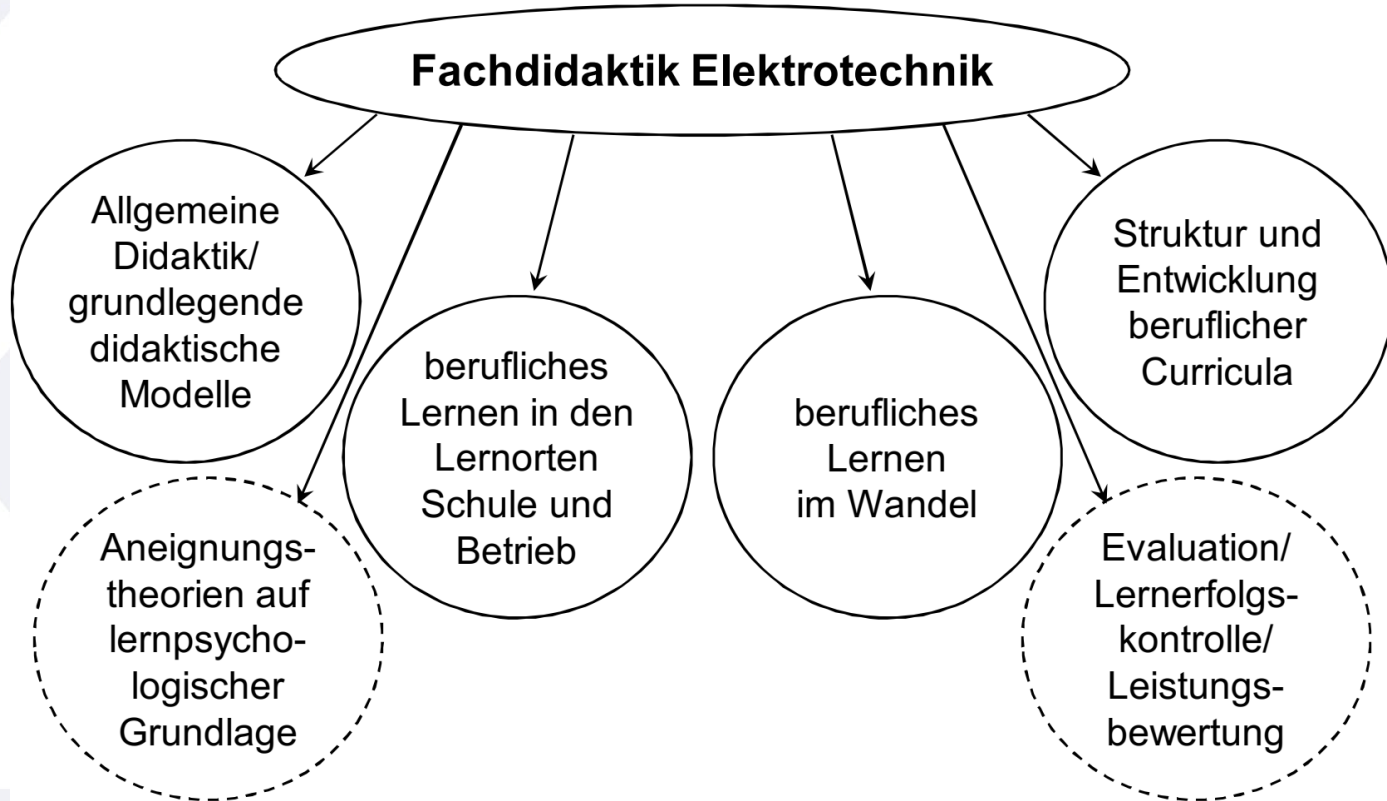 Fachdidaktik Elektrotechnik
Allgemeine
Didaktik/
grundlegende
didaktische
Modelle
berufliches
Lernen in den
Lernorten
Schule und
Betrieb
berufliches
Lernen
im Wandel
Struktur und
Entwicklung
beruflicher
Curricula
Aneignungs-
theorien auf
lernpsycho-
logischer
Grundlage
Evaluation/
Lernerfolgs-
kontrolle/
Leistungs-
bewertung